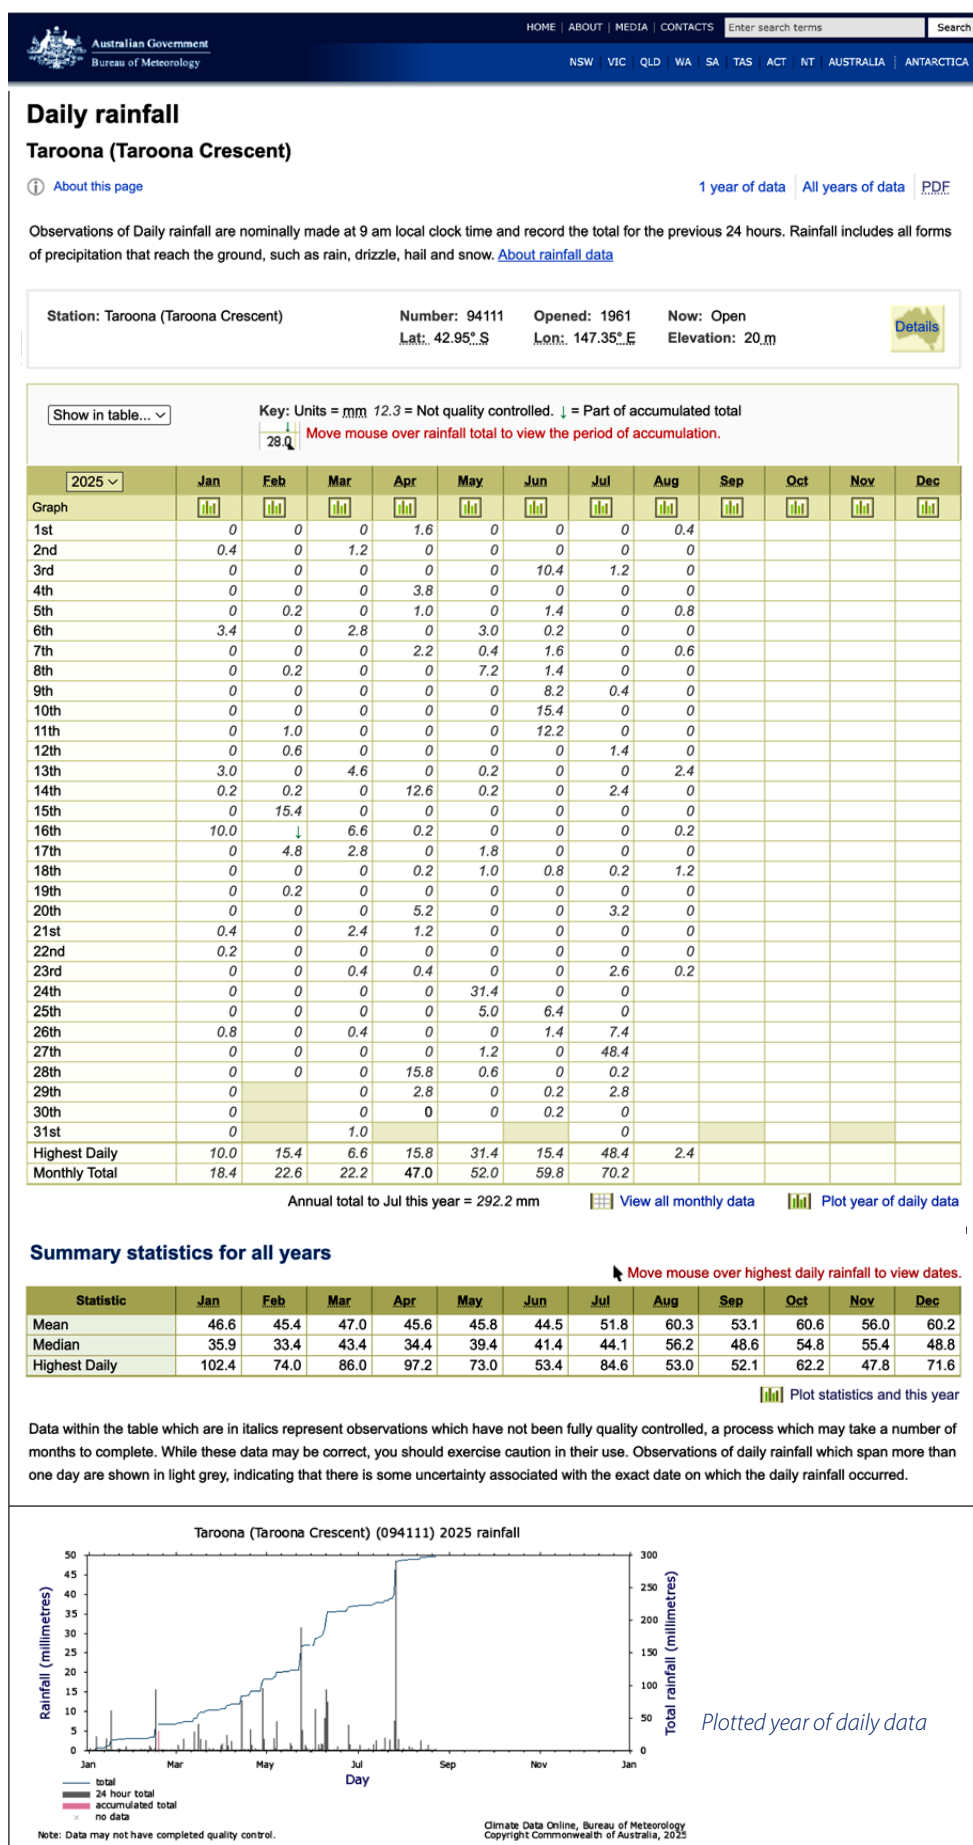 HOME | ABOUT | MEDIA | CONTACTS Enter search terms Search
Australian Government
Bureau of Meteorology
NSW VIC QLD WA SA TAS ACT NT AUSTRALIA ANTARCTICA
Daily rainfall
Taroona (Taroona Crescent)
About this page
1 year of data All years of data PDF
Observations of Daily rainfall are nominally made at 9 am local clock time and record the total for the previous 24 hours. Rainfall includes all forms
of precipitation that reach the ground, such as rain, drizzle, hail and snow. About rainfall data
Station: Taroona (Taroona Crescent) Number: 94111 Opened: 1961 Now: Open
Lat: 42.95° S Lon: 147.35° E Elevation: 20 m
Details
Show in table... Key: Units = mm 12.3 = Not quality controlled. ↓ = Part of accumulated total
28.0 Move mouse over rainfall total to view the period of accumulation.
2025 Jan Feb Mar Apr May Jun Jul Aug Sep Oct Nov Dec
Graph
1st 0 0 0 1.6 0 0 0 0.4
2nd 0.4 0 1.2 0 0 0 0 0
3rd 0 0 0 0 0 10.4 1.2 0
4th 0 0 0 3.8 0 0 0 0
5th 0 0.2 0 1.0 0 1.4 0 0.8
6th 3.4 0 2.8 0 3.0 0.2 0 0
7th 0 0 0 2.2 0.4 1.6 0 0.6
8th 0 0.2 0 0 7.2 1.4 0 0
9th 0 0 0 0 0 8.2 0.4 0
10th 0 0 0 0 0 15.4 0 0
11th 0 1.0 0 0 0 12.2 0 0
12th 0 0.6 0 0 0 0 1.4 0
13th 3.0 0 4.6 0 0.2 0 0 2.4
14th 0.2 0.2 0 12.6 0.2 0 2.4 0
15th 0 15.4 0 0 0 0 0 0
16th 10.0 ↓ 6.6 0.2 0 0 0 0.2
17th 0 4.8 2.8 0 1.8 0 0 0
18th 0 0 0 0.2 1.0 0.8 0.2 1.2
19th 0 0.2 0 0 0 0 0 0
20th 0 0 0 5.2 0 0 3.2 0
21st 0.4 0 2.4 1.2 0 0 0 0
22nd 0.2 0 0 0 0 0 0 0
23rd 0 0 0.4 0.4 0 0 2.6 0.2
24th 0 0 0 0 31.4 0 0
25th 0 0 0 0 5.0 6.4 0
26th 0.8 0 0.4 0 0 1.4 7.4
27th 0 0 0 0 1.2 0 48.4
28th 0 0 0 15.8 0.6 0 0.2
29th 0 0 2.8 0 0.2 2.8
30th 0 0 0 0 0.2 0
31st 0 1.0 0
Highest Daily 10.0 15.4 6.6 15.8 31.4 15.4 48.4 2.4
Monthly Total 18.4 22.6 22.2 47.0 52.0 59.8 70.2
Annual total to Jul this year = 292.2 mm View all monthly data Plot year of daily data
Summary statistics for all years
Move mouse over highest daily rainfall to view dates.
Statistic Jan Feb Mar Apr May Jun Jul Aug Sep Oct Nov Dec
Mean 46.6 45.4 47.0 45.6 45.8 44.5 51.8 60.3 53.1 60.6 56.0 60.2
Median 35.9 33.4 43.4 34.4 39.4 41.4 44.1 56.2 48.6 54.8 55.4 48.8
Highest Daily 102.4 74.0 86.0 97.2 73.0 53.4 84.6 53.0 52.1 62.2 47.8 71.6
Plot statistics and this year
Data within the table which are in italics represent observations which have not been fully quality controlled, a process which may take a number of
months to complete. While these data may be correct, you should exercise caution in their use. Observations of daily rainfall which span more than
one day are shown in light grey, indicating that there is some uncertainty associated with the exact date on which the daily rainfall occurred.
Taroona (Taroona Crescent) (094111) 2025 rainfall
Rainfall (millimetres)
50
45
40
35
30
25
20
15
10
5
0
300
250
200
150
100
50
0
Total rainfall (millimetres)
Jan Mar May Jul Sep Nov Jan
Day
Plotted year of daily data
total
24 hour total
accumulated total
no data
Note: Data may not have completed quality control.
Climate Data Online, Bureau of Meteorology
Copyright Commonwealth of Australia, 2025